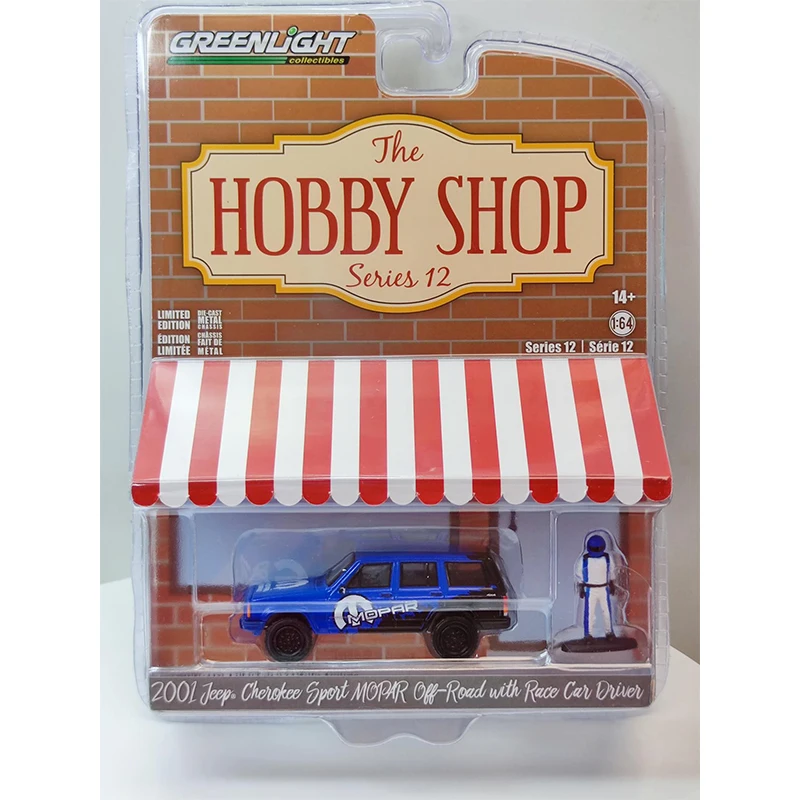 GREENLiGHT
collectibles
The
HOBBY SHOP
Series 12
14+
1:64
LIMITED EDITION
DIE-CAST METAL CHASSIS
ÉDITION LIMITÉE
CHÂSSIS FAIT DE MÉTAL
Series 12 | Série 12
MOPAR
2001 Jeep® Cherokee Sport MOPAR Off-Road with Race Car Driver